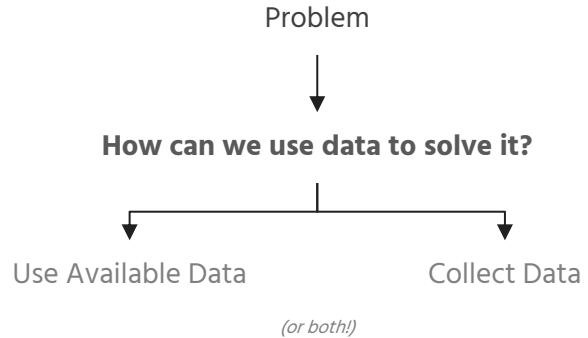 Problem
How can we use data to solve it?
Use Available Data
Collect Data
(or both!)